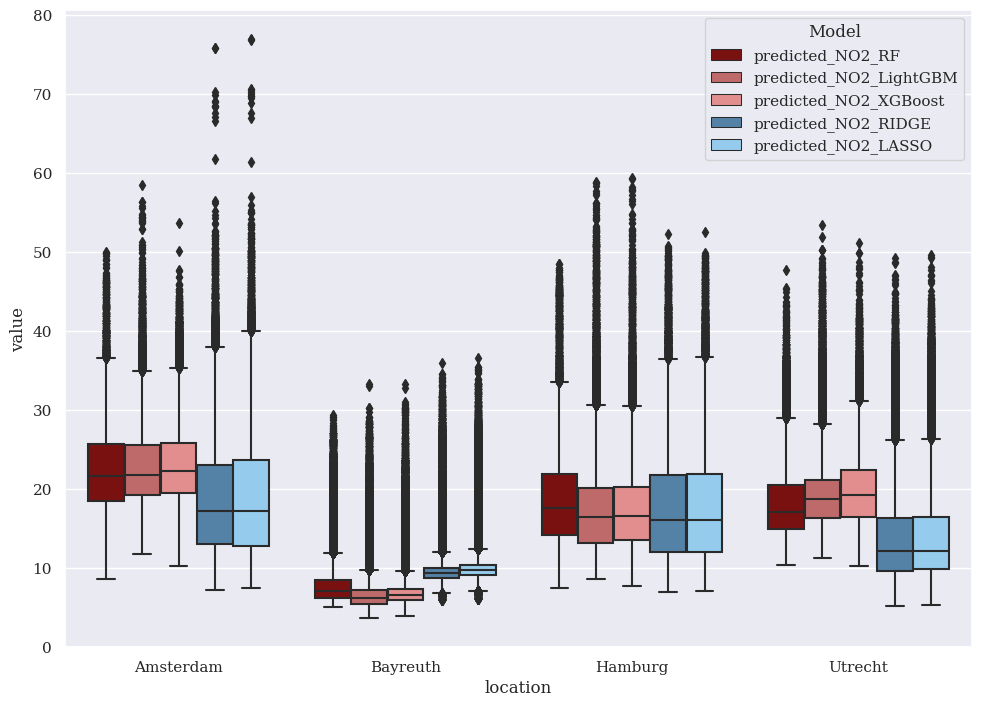 80
70
60
50
40
30
20
10
0
value
Model
predicted_NO2_RF
predicted_NO2_LightGBM
predicted_NO2_XGBoost
predicted_NO2_RIDGE
predicted_NO2_LASSO
Amsterdam
Bayreuth
Hamburg
Utrecht
location